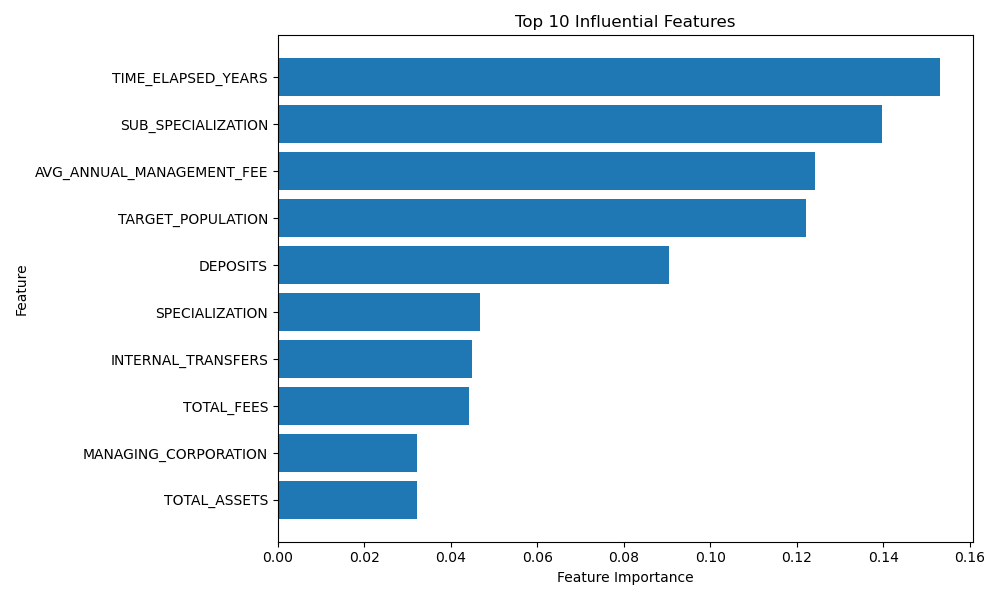 Top 10 Influential Features
Feature
TIME_ELAPSED_YEARS
SUB_SPECIALIZATION
AVG_ANNUAL_MANAGEMENT_FEE
TARGET_POPULATION
DEPOSITS
SPECIALIZATION
INTERNAL_TRANSFERS
TOTAL_FEES
MANAGING_CORPORATION
TOTAL_ASSETS
0.00 0.02 0.04 0.06 0.08 0.10 0.12 0.14 0.16
Feature Importance